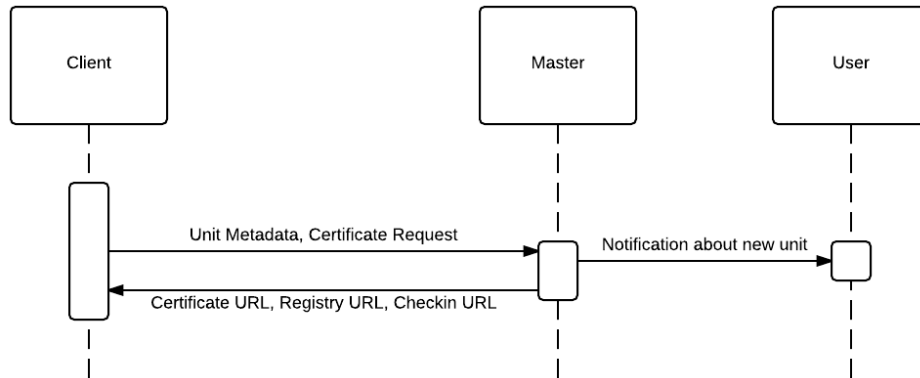 Client
Master
User
Unit Metadata, Certificate Request
Notification about new unit
Certificate URL, Registry URL, Checkin URL